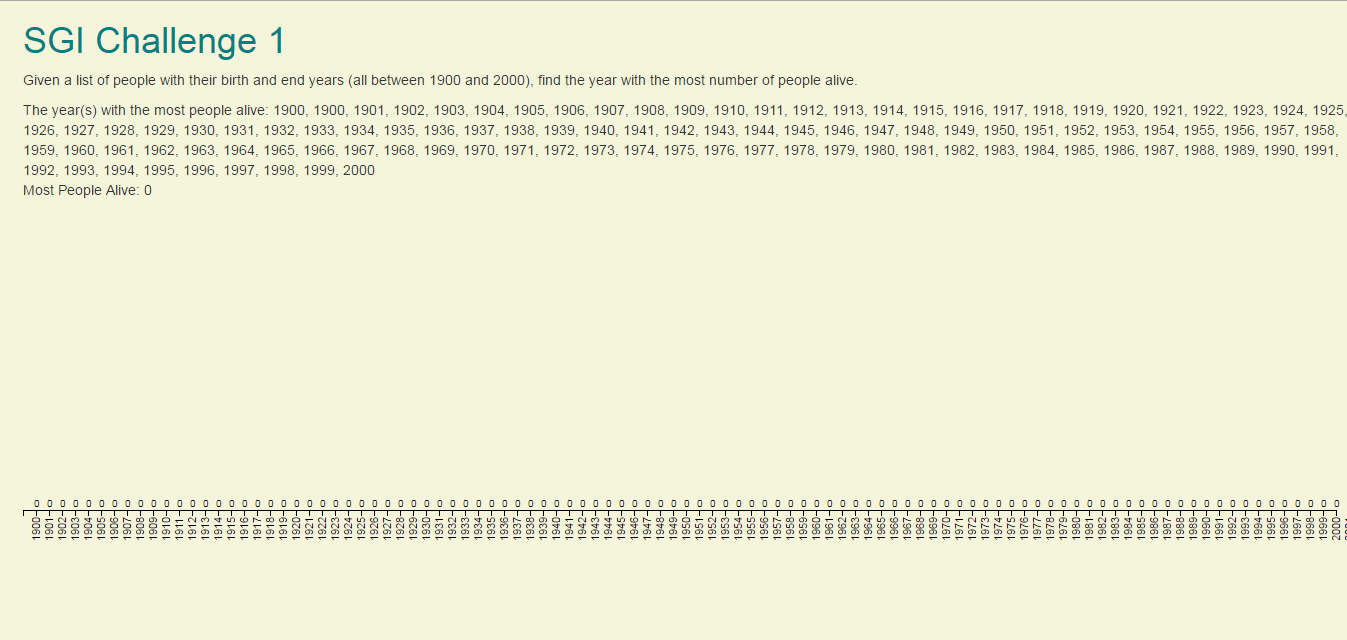 SGI Challenge 1
Given a list of people with their birth and end years (all between 1900 and 2000), find the year with the most number of people alive.
The year(s) with the most people alive: 1900, 1900, 1901, 1902, 1903, 1904, 1905, 1906, 1907, 1908, 1909, 1910, 1911, 1912, 1913, 1914, 1915, 1916, 1917, 1918, 1919, 1920, 1921, 1922, 1923, 1924, 1925,
1926, 1927, 1928, 1929, 1930, 1931, 1932, 1933, 1934, 1935, 1936, 1937, 1938, 1939, 1940, 1941, 1942, 1943, 1944, 1945, 1946, 1947, 1948, 1949, 1950, 1951, 1952, 1953, 1954, 1955, 1956, 1957, 1958,
1959, 1960, 1961, 1962, 1963, 1964, 1965, 1966, 1967, 1968, 1969, 1970, 1971, 1972, 1973, 1974, 1975, 1976, 1977, 1978, 1979, 1980, 1981, 1982, 1983, 1984, 1985, 1986, 1987, 1988, 1989, 1990, 1991,
1992, 1993, 1994, 1995, 1996, 1997, 1998, 1999, 2000
Most People Alive: 0
0 0 0 0 0 0 0 0 0 0 0 0 0 0 0 0 0 0 0 0 0 0 0 0 0 0 0 0 0 0 0 0 0 0 0 0 0 0 0 0 0 0 0 0 0 0 0 0 0 0 0 0 0 0 0 0 0 0 0 0 0 0 0 0 0 0 0 0 0 0 0 0 0 0 0 0 0 0 0 0 0 0 0 0 0 0 0 0 0 0 0 0 0 0 0 0 0 0 0 0 0
1900 1901 1902 1903 1904 1905 1906 1907 1908 1909 1910 1911 1912 1913 1914 1915 1916 1917 1918 1919 1920 1921 1922 1923 1924 1925 1926 1927 1928 1929 1930 1931 1932 1933 1934 1935 1936 1937 1938 1939 1940 1941 1942 1943 1944 1945 1946 1947 1948 1949 1950 1951 1952 1953 1954 1955 1956 1957 1958 1959 1960 1961 1962 1963 1964 1965 1966 1967 1968 1969 1970 1971 1972 1973 1974 1975 1976 1977 1978 1979 1980 1981 1982 1983 1984 1985 1986 1987 1988 1989 1990 1991 1992 1993 1994 1995 1996 1997 1998 1999 2000